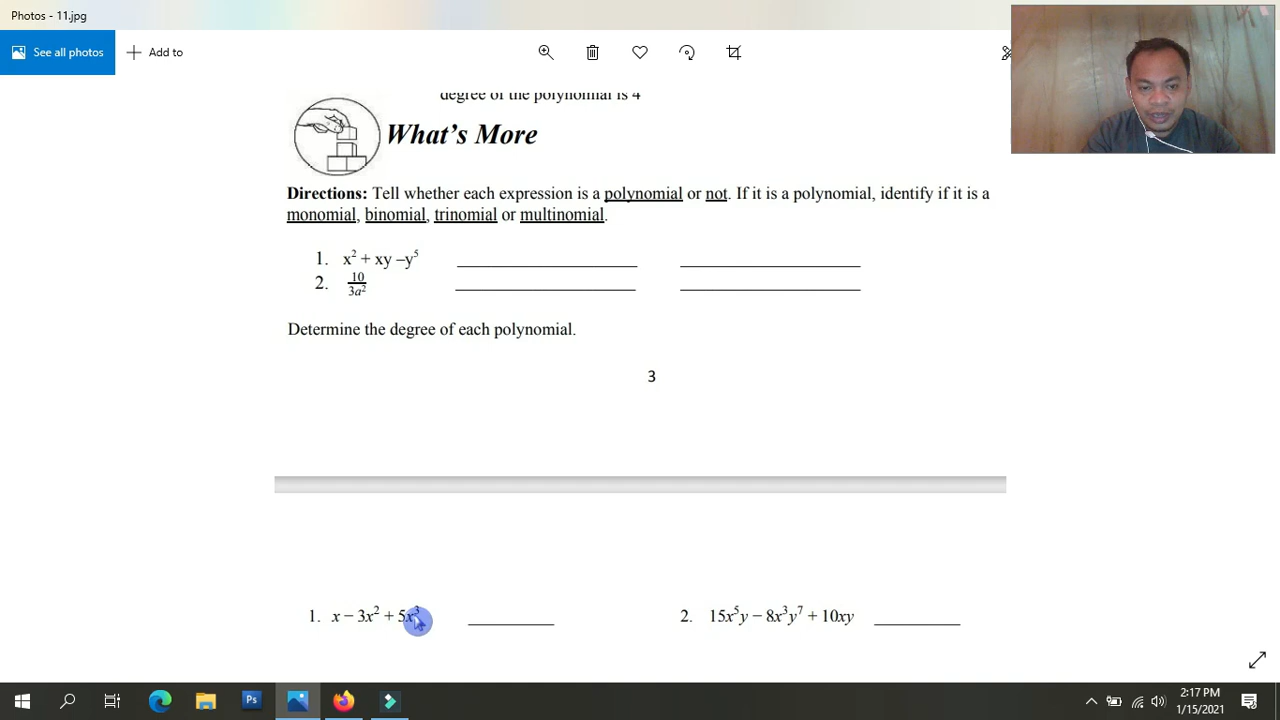 Photos - 11.jpg
See all photos
Add to
degree of the polynomial is 4
What's More
Directions: Tell whether each expression is a polynomial or not. If it is a polynomial, identify if it is a
monomial, binomial, trinomial or multinomial.
1. x² + xy –y⁵
2. 10/3a²
Determine the degree of each polynomial.
3
1. x − 3x² + 5x³
2. 15x⁵y − 8x³y⁷ + 10xy
Ps
2:17 PM
1/15/2021